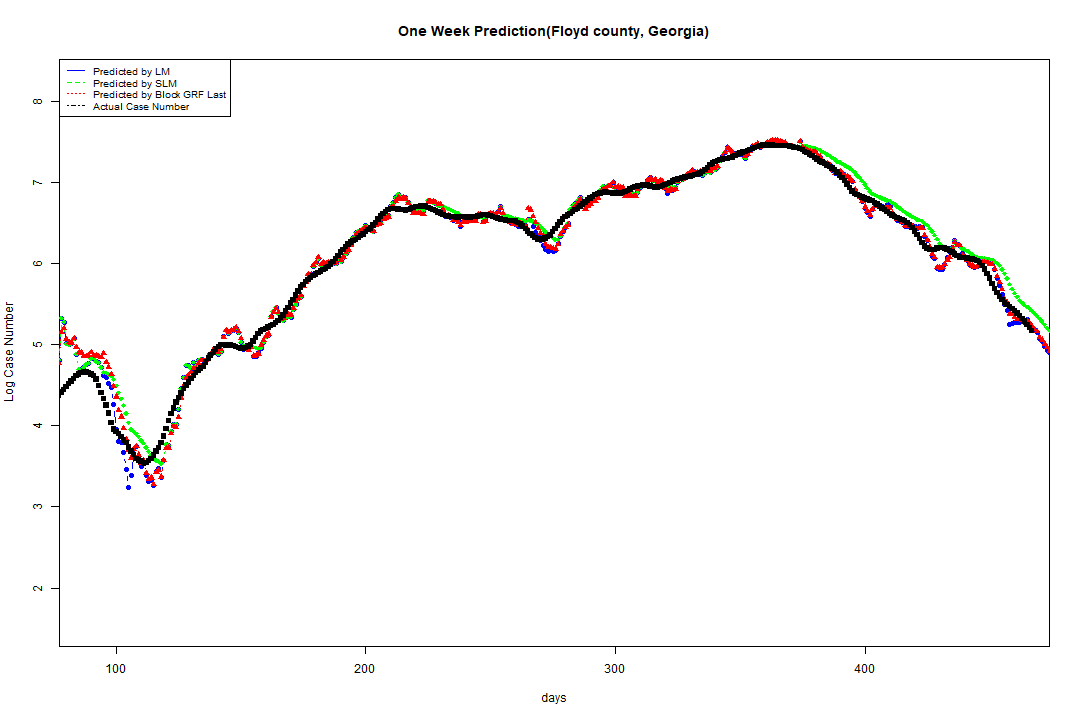 One Week Prediction(Floyd county, Georgia)
Predicted by LM
Predicted by SLM
Predicted by Block GRF Last
Actual Case Number
8
7
6
5
4
3
2
Log Case Number
100 200 300 400
days